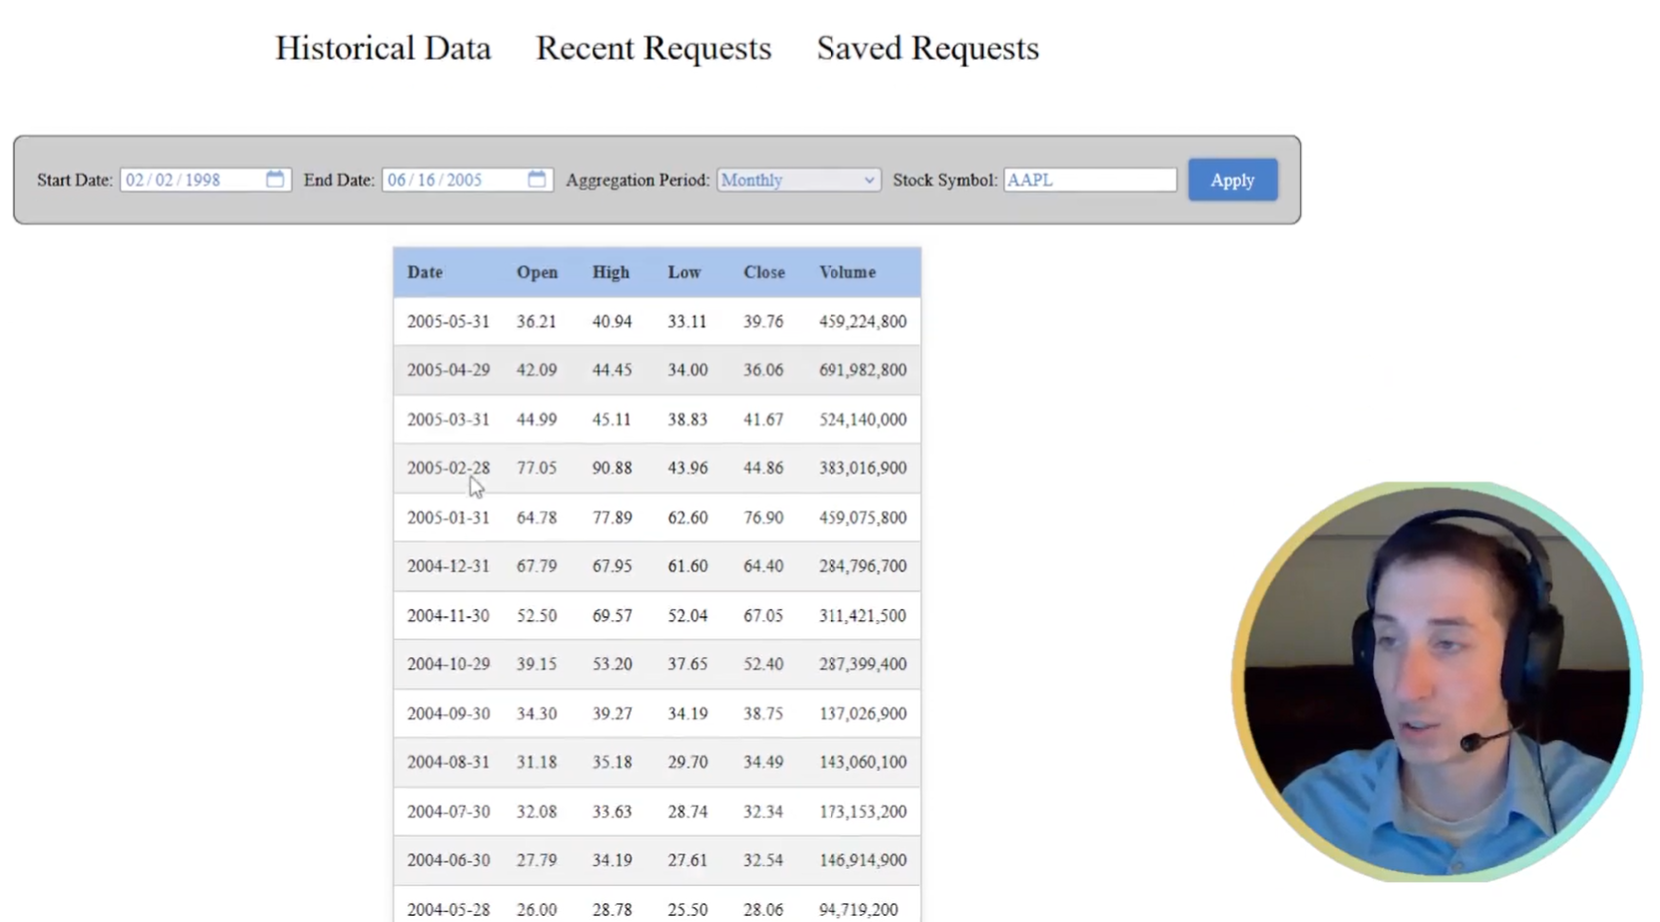 Historical Data Recent Requests Saved Requests
Start Date: 02/02/1998 End Date: 06/16/2005 Aggregation Period: Monthly Stock Symbol: AAPL Apply
Date Open High Low Close Volume
2005-05-31 36.21 40.94 33.11 39.76 459,224,800
2005-04-29 42.09 44.45 34.00 36.06 691,982,800
2005-03-31 44.99 45.11 38.83 41.67 524,140,000
2005-02-28 77.05 90.88 43.96 44.86 383,016,900
2005-01-31 64.78 77.89 62.60 76.90 459,075,800
2004-12-31 67.79 67.95 61.60 64.40 284,796,700
2004-11-30 52.50 69.57 52.04 67.05 311,421,500
2004-10-29 39.15 53.20 37.65 52.40 287,399,400
2004-09-30 34.30 39.27 34.19 38.75 137,026,900
2004-08-31 31.18 35.18 29.70 34.49 143,060,100
2004-07-30 32.08 33.63 28.74 32.34 173,153,200
2004-06-30 27.79 34.19 27.61 32.54 146,914,900
2004-05-28 26.00 28.78 25.50 28.06 94,719,200